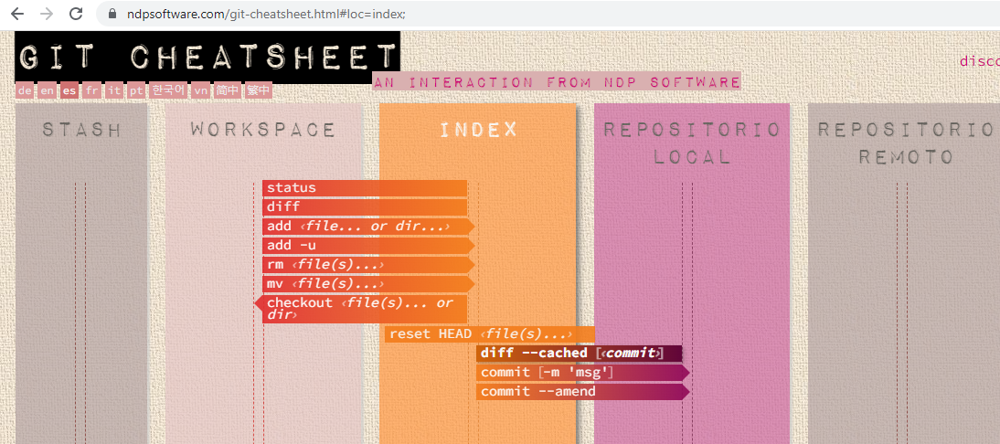 ndpsoftware.com/git-cheatsheet.html#loc=index;
GIT CHEATSHEET
disco
AN INTERACTION FROM NDP SOFTWARE
de en es fr it pt 한국어 vn 简中 繁中
STASH
WORKSPACE
INDEX
REPOSITORIO
LOCAL
REPOSITORIO
REMOTO
status
diff
add ‹file... or dir...›
add -u
rm ‹file(s)...›
mv ‹file(s)...›
checkout ‹file(s)... or
dir›
reset HEAD ‹file(s)...›
diff --cached [‹commit›]
commit [-m 'msg']
commit --amend